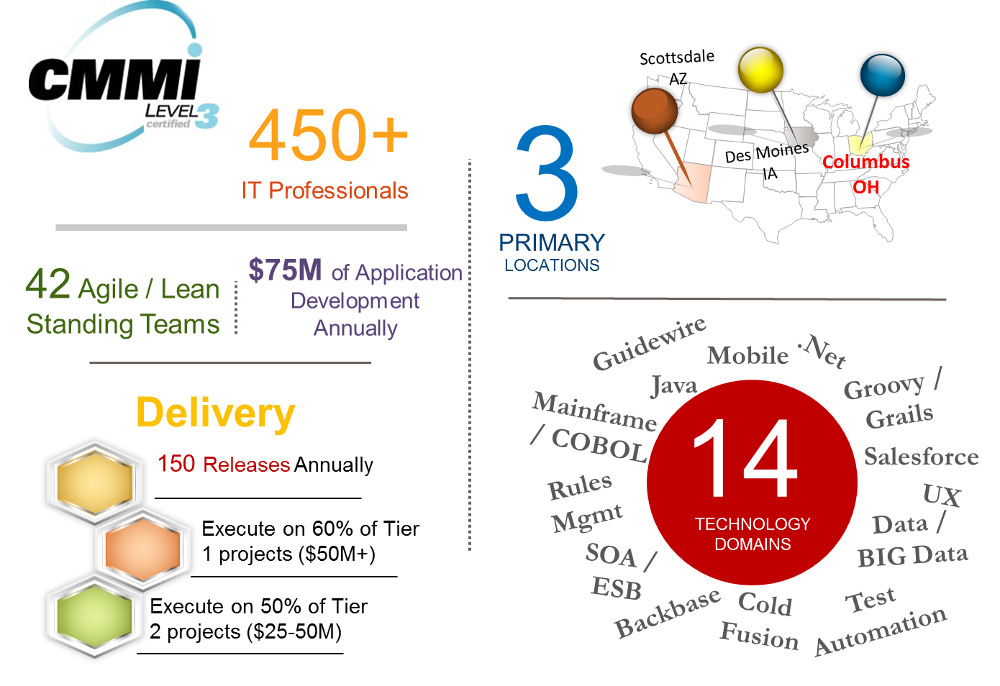 CMMI
LEVEL 3
certified
450+
IT Professionals
42 Agile / Lean
Standing Teams
$75M of Application
Development
Annually
Delivery
150 Releases Annually
Execute on 60% of Tier
1 projects ($50M+)
Execute on 50% of Tier
2 projects ($25-50M)
3
PRIMARY
LOCATIONS
Scottsdale
AZ
Des Moines
IA
Columbus
OH
14
TECHNOLOGY
DOMAINS
Guidewire
Mobile
.Net
Java
Groovy /
Grails
Mainframe
/ COBOL
Salesforce
Rules
Mgmt
UX
Data /
BIG Data
SOA /
ESB
Backbase
Cold
Fusion
Test
Automation